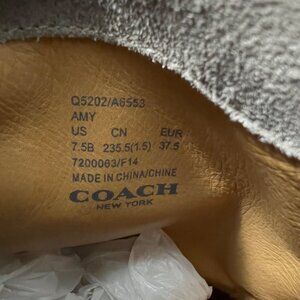 Q5202/A6553
AMY
US CN EUR
7.5B 235.5(1.5) 37.5
7200063/F14
MADE IN CHINA/CHINE
COACH
NEW YORK